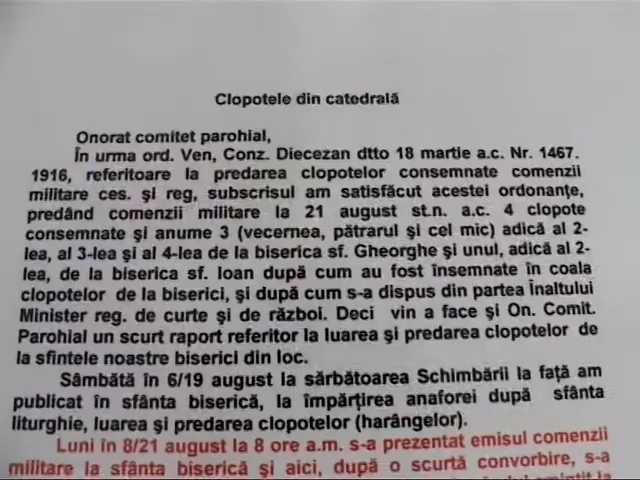 Clopotele din catedrală
Onorat comitet parohial,
În urma ord. Ven, Conz. Diecezan dtto 18 martie a.c. Nr. 1467.
1916, referitoare la predarea clopotelor consemnate comenzii
militare ces. şi reg, subscrisul am satisfăcut acestei ordonanţe,
predând comenzii militare la 21 august st.n. a.c. 4 clopote
consemnate şi anume 3 (vecernea, pătrarul şi cel mic) adică al 2-
lea, al 3-lea şi al 4-lea de la biserica sf. Gheorghe şi unul, adică al 2-
lea, de la biserica sf. Ioan după cum au fost însemnate în coala
clopotelor de la biserici, şi după cum s-a dispus din partea Înaltului
Minister reg. de curte şi de război. Deci vin a face şi On. Comit.
Parohial un scurt raport referitor la luarea şi predarea clopotelor de
la sfintele noastre biserici din loc.
Sâmbătă în 6/19 august la sărbătoarea Schimbării la faţă am
publicat în sfânta biserică, la împărţirea anaforei după sfânta
liturghie, luarea şi predarea clopotelor (harângelor).
Luni în 8/21 august la 8 ore a.m. s-a prezentat emisul comenzii
militare la sfânta biserică şi aici, după o scurtă convorbire, s-a